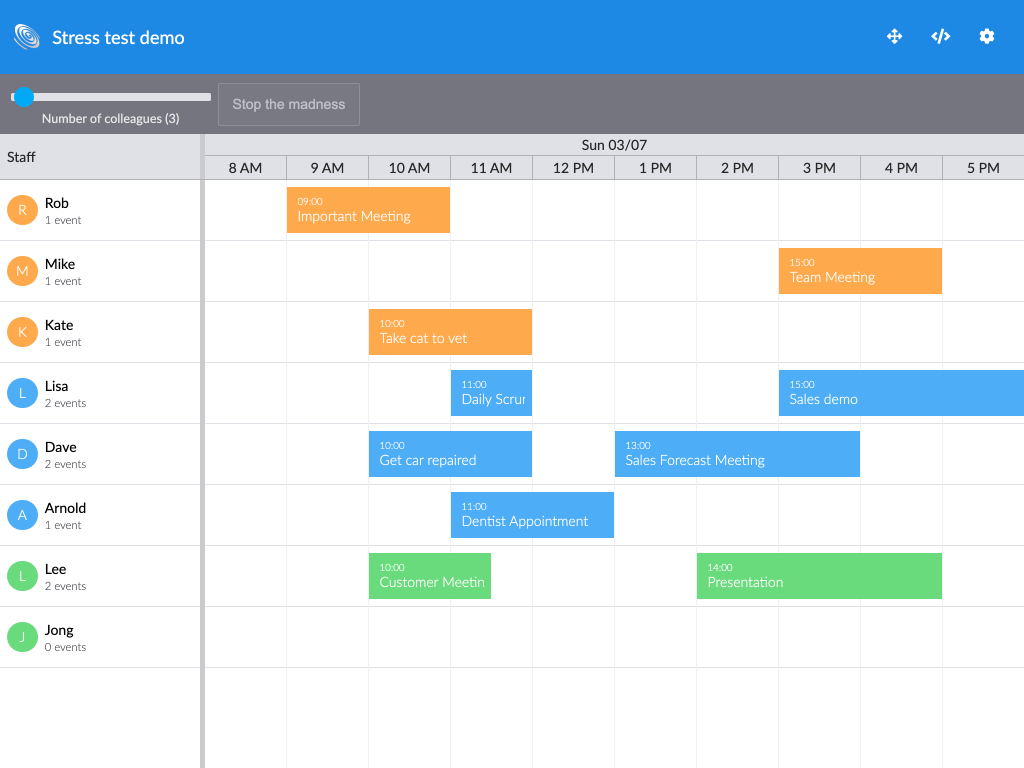 Stress test demo
Number of colleagues (3)
Stop the madness
Staff
Sun 03/07
8 AM 9 AM 10 AM 11 AM 12 PM 1 PM 2 PM 3 PM 4 PM 5 PM
R
Rob
1 event
09:00
Important Meeting
M
Mike
1 event
15:00
Team Meeting
K
Kate
1 event
10:00
Take cat to vet
L
Lisa
2 events
11:00
Daily Scrur
15:00
Sales demo
D
Dave
2 events
10:00
Get car repaired
13:00
Sales Forecast Meeting
A
Arnold
1 event
11:00
Dentist Appointment
L
Lee
2 events
10:00
Customer Meetin
14:00
Presentation
J
Jong
0 events